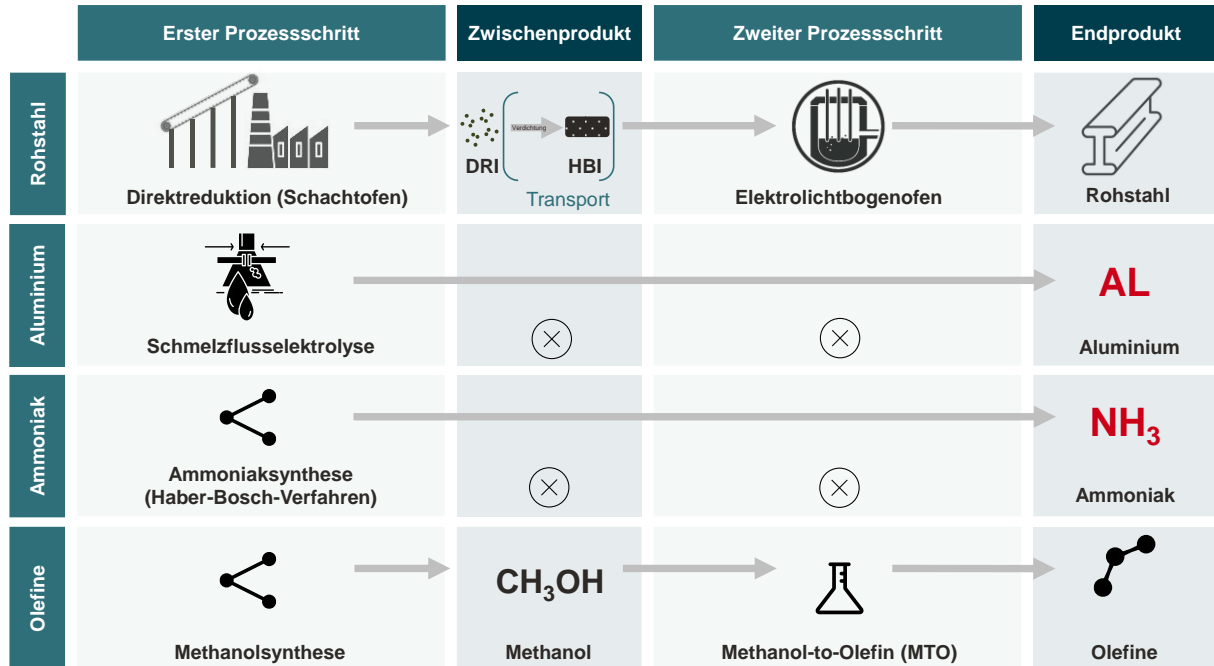 Erster Prozessschritt
Zwischenprodukt
Zweiter Prozessschritt
Endprodukt
Rohstahl
Direktreduktion (Schachtofen)
DRI
Verdichtung
HBI
Transport
Elektrolichtbogenofen
Rohstahl
Aluminium
Schmelzflusselektrolyse
AL
Aluminium
Ammoniak
Ammoniaksynthese
(Haber-Bosch-Verfahren)
NH₃
Ammoniak
Olefine
Methanolsynthese
CH₃OH
Methanol
Methanol-to-Olefin (MTO)
Olefine